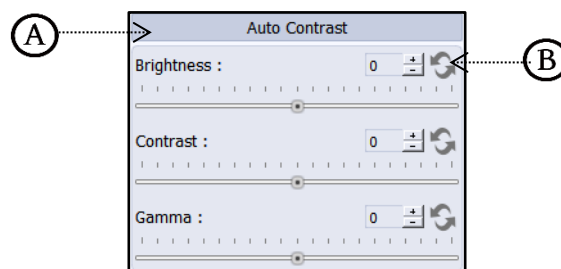 Auto Contrast
A
Brightness : 0 + -
B
Contrast : 0 + -
Gamma : 0 + -